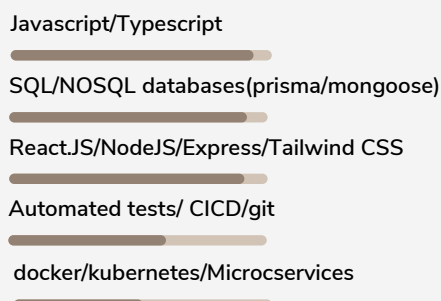 Javascript/Typescript
SQL/NOSQL databases(prisma/mongoose)
React.JS/NodeJS/Express/Tailwind CSS
Automated tests/ CICD/git
docker/kubernetes/Microcservices